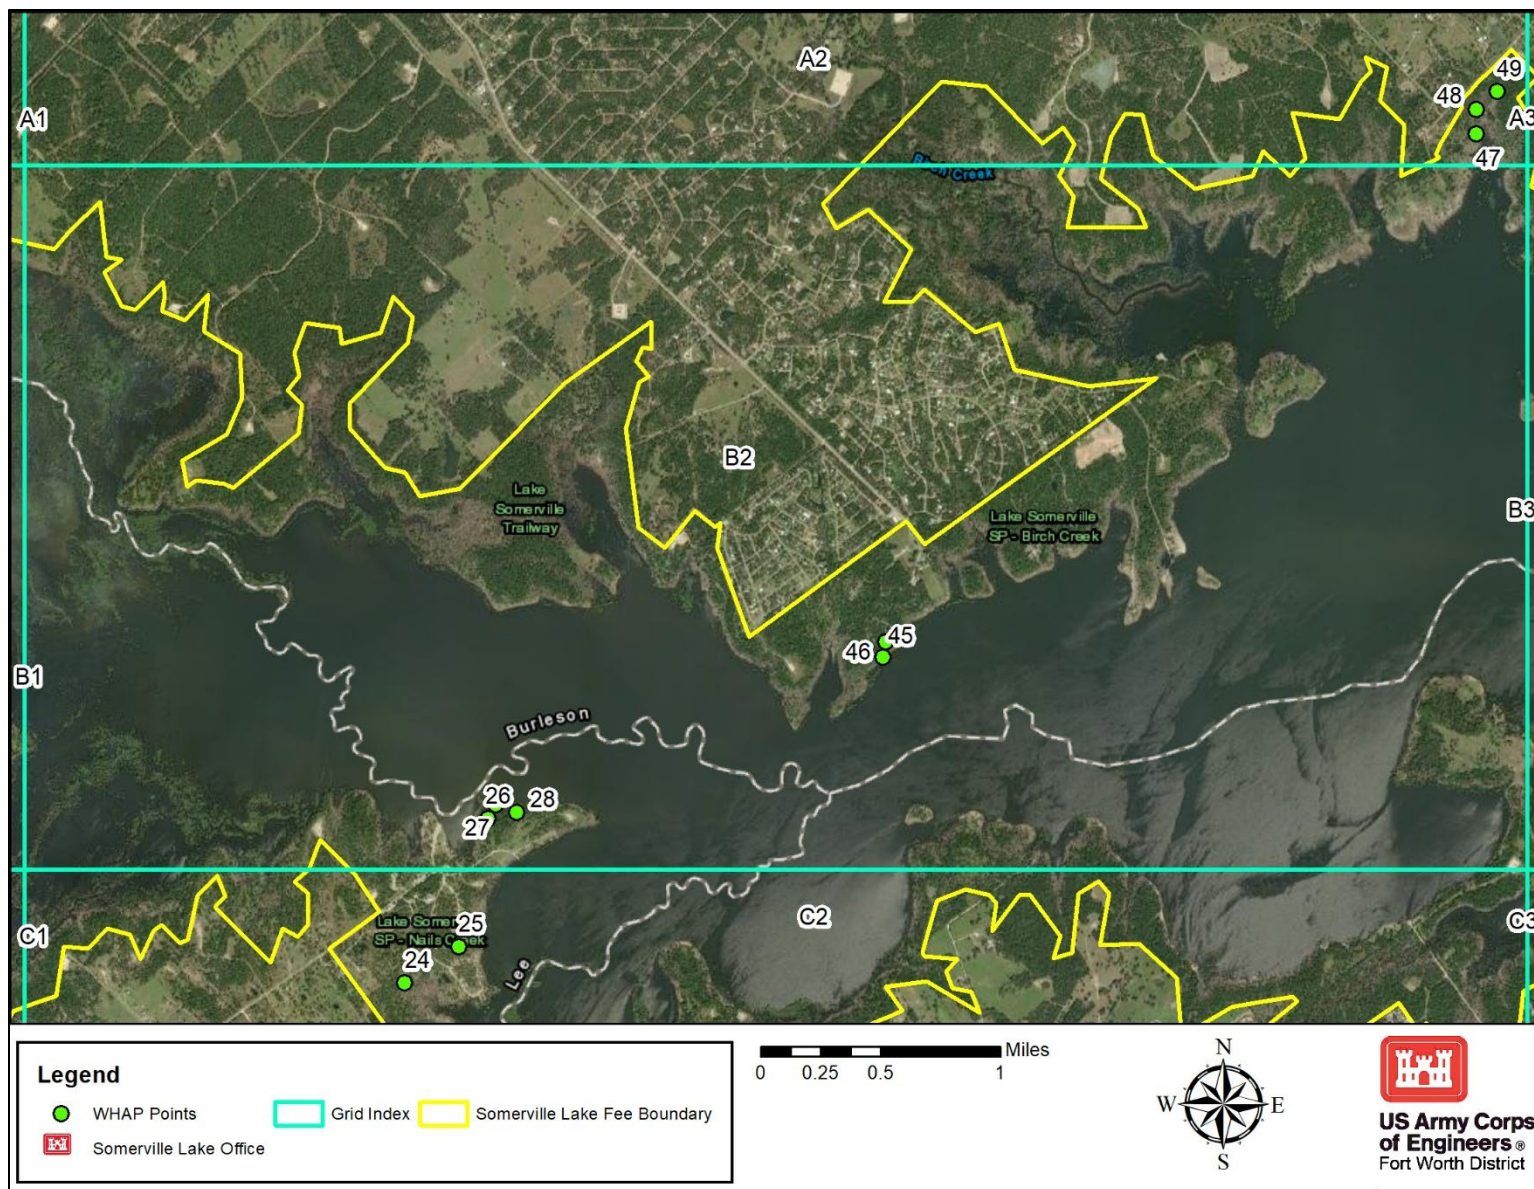 A2
49
48
A1
A3
47
Birch Creek
B2
Lake
Somerville
Trailway
Lake Somerville
SP - Birch Creek
B3
45
46
B1
Burleson
26
28
27
C1
C2
C3
Lake Somer
SP - Nails Creek
25
24
Lee
Legend
WHAP Points
Grid Index
Somerville Lake Fee Boundary
Somerville Lake Office
Miles
0 0.25 0.5 1
N
W E
S
US Army Corps
of Engineers ®
Fort Worth District